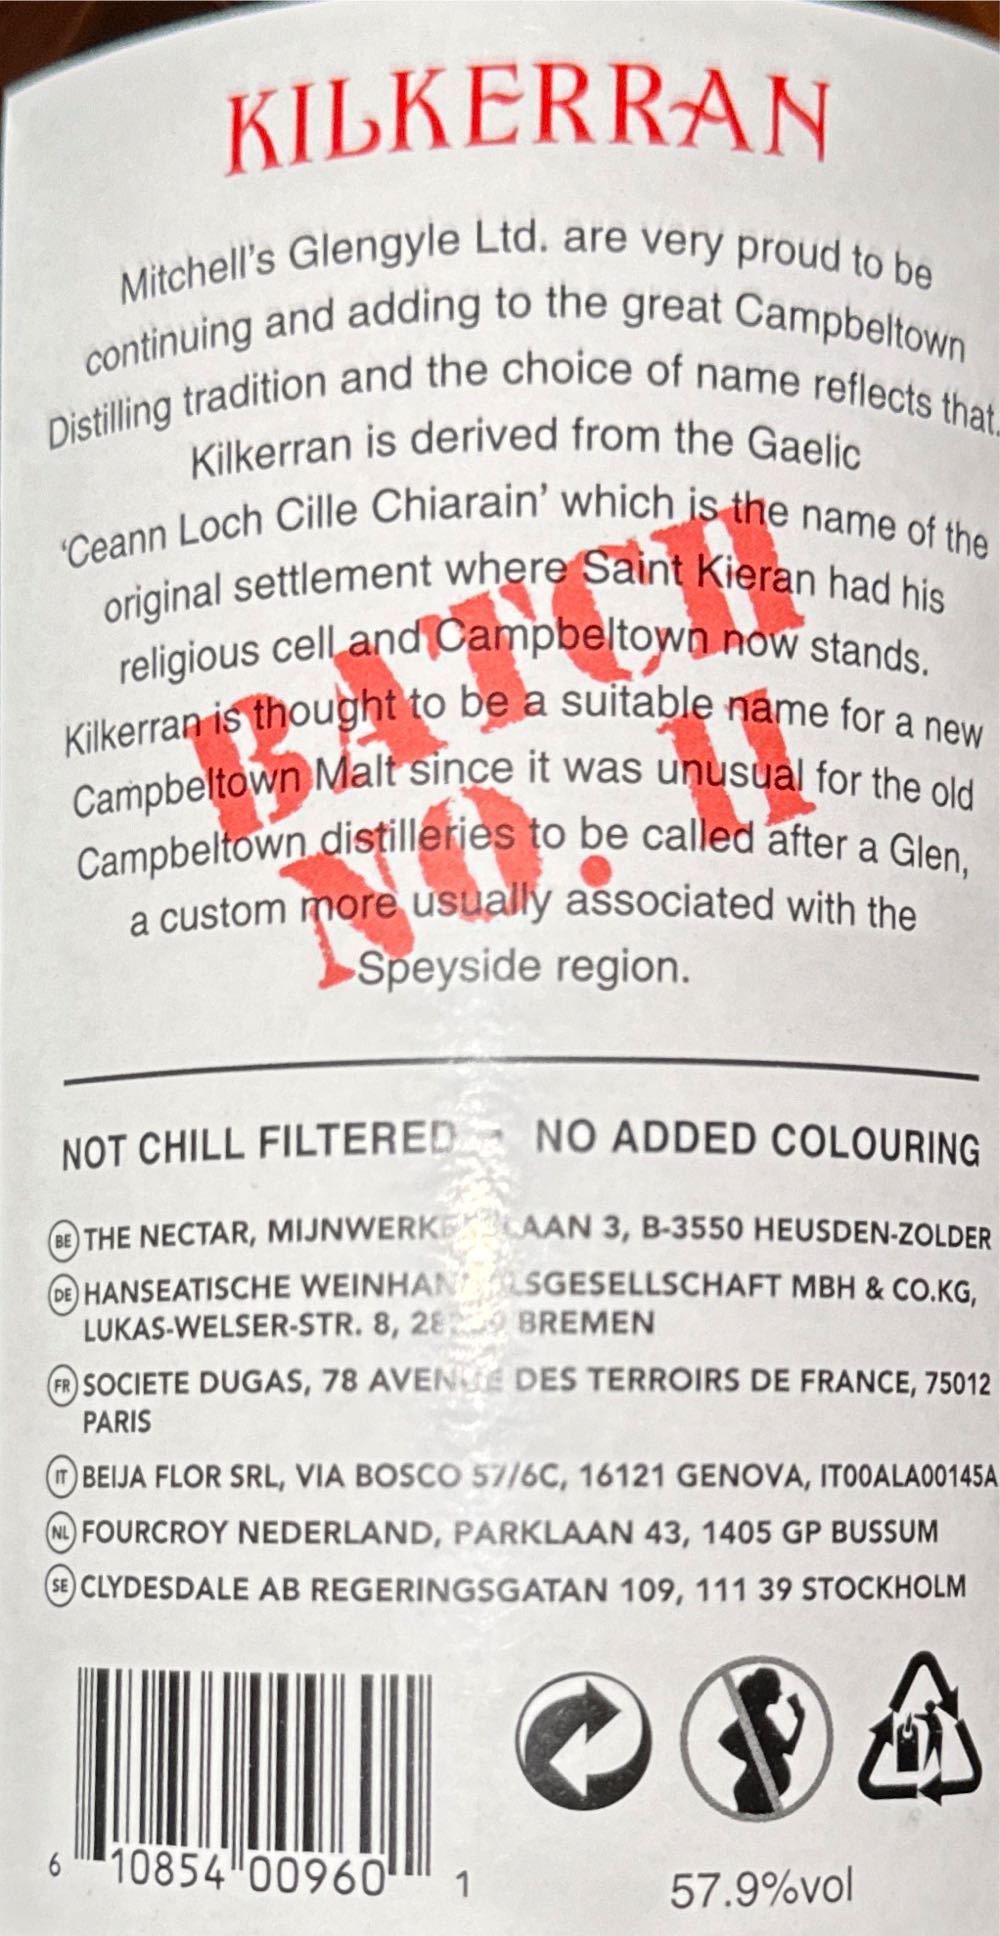 KILKERRAN
Mitchell's Glengyle Ltd. are very proud to be
continuing and adding to the great Campbeltown
Distilling tradition and the choice of name reflects that.
Kilkerran is derived from the Gaelic
'Ceann Loch Cille Chiarain' which is the name of the
original settlement where Saint Kieran had his
religious cell and Campbeltown now stands.
Kilkerran is thought to be a suitable name for a new
Campbeltown Malt since it was unusual for the old
Campbeltown distilleries to be called after a Glen,
a custom more usually associated with the
Speyside region.
BATCH
NO. 11
NOT CHILL FILTERED - NO ADDED COLOURING
BE THE NECTAR, 3, B-3550 HEUSDEN-ZOLDER
DE HANSEATISCHE MBH & CO.KG,
LUKAS-WELSER-STR. 8, BREMEN
FR SOCIETE DUGAS, 78 AVENUE DES TERROIRS DE FRANCE, 75012
PARIS
IT BEIJA FLOR SRL, VIA BOSCO 57/6C, 16121 GENOVA, IT00ALA00145A
NL FOURCROY NEDERLAND, PARKLAAN 43, 1405 GP BUSSUM
SE CLYDESDALE AB REGERINGSGATAN 109, 111 39 STOCKHOLM
6 10854 00960 1
57.9%vol